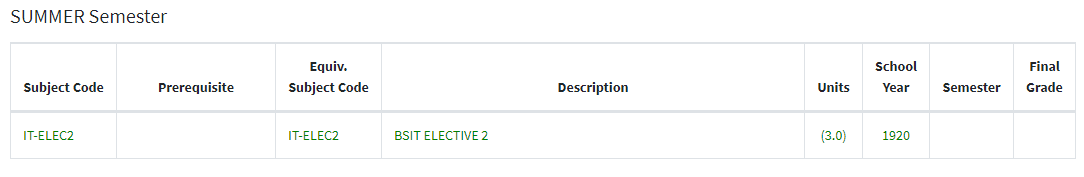 SUMMER Semester
Subject Code Prerequisite Equiv. Subject Code Description Units School Year Semester Final Grade
IT-ELEC2 IT-ELEC2 BSIT ELECTIVE 2 (3.0) 1920